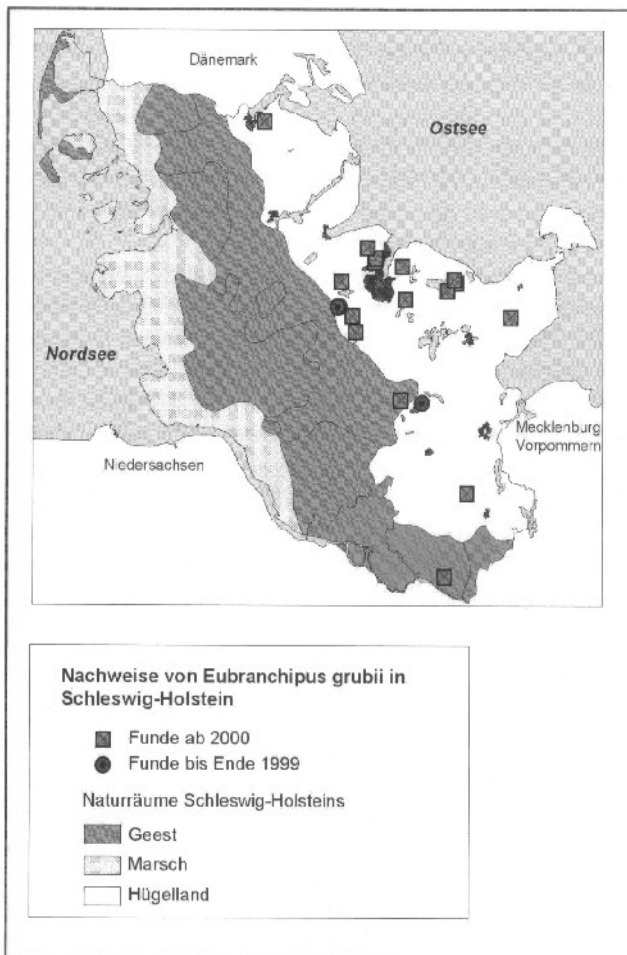 Dänemark
Ostsee
Nordsee
Mecklenburg
Vorpommern
Niedersachsen
Nachweise von Eubranchipus grubii in
Schleswig-Holstein
Funde ab 2000
Funde bis Ende 1999
Naturräume Schleswig-Holsteins
Geest
Marsch
Hügelland